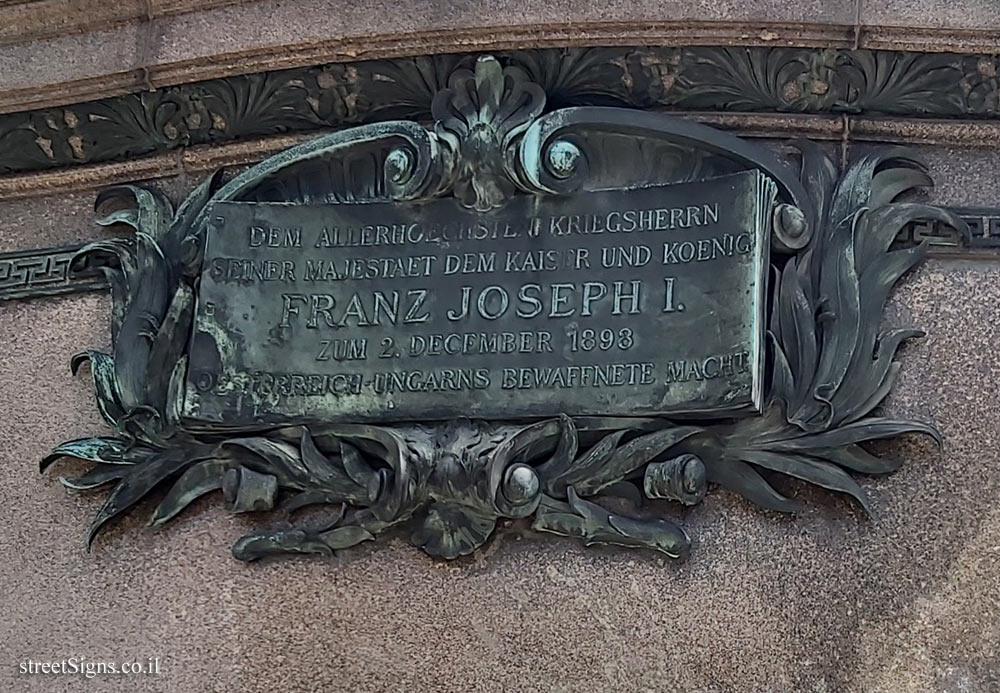 DEM ALLERHOECHSTEN KRIEGSHERRN
SEINER MAJESTAET DEM KAISER UND KOENIG
FRANZ JOSEPH I.
ZUM 2. DECEMBER 1898
OESTERREICH-UNGARNS BEWAFFNETE MACHT
streetSigns.co.il